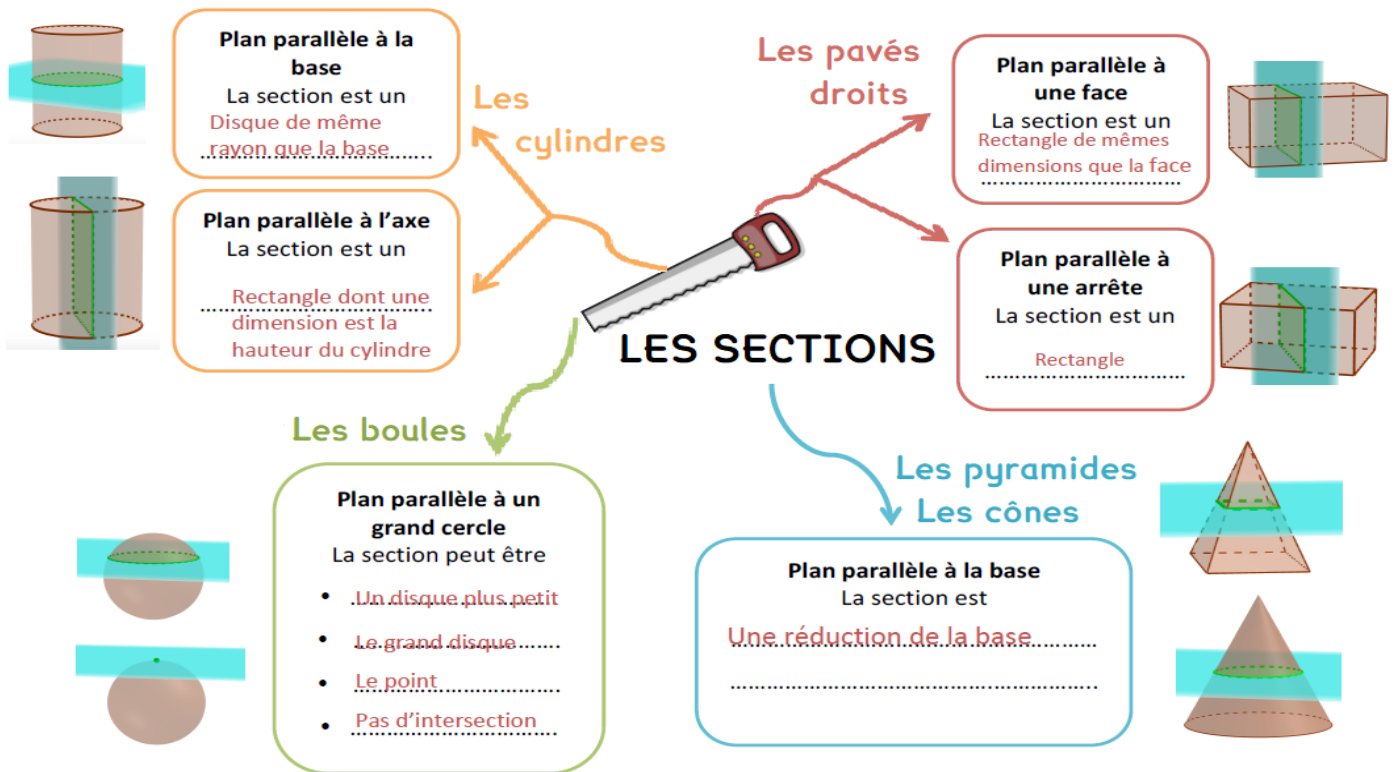 Plan parallèle à la
base
La section est un
Disque de même
rayon que la base
Les
cylindres
Plan parallèle à l'axe
La section est un
Rectangle dont une
dimension est la
hauteur du cylindre
Les pavés
droits
Plan parallèle à
une face
La section est un
Rectangle de mêmes
dimensions que la face
Plan parallèle à
une arrête
La section est un
Rectangle
LES SECTIONS
Les boules
Plan parallèle à un
grand cercle
La section peut être
• Un disque plus petit
• Le grand disque
• Le point
• Pas d'intersection
Les pyramides
Les cônes
Plan parallèle à la base
La section est
Une réduction de la base